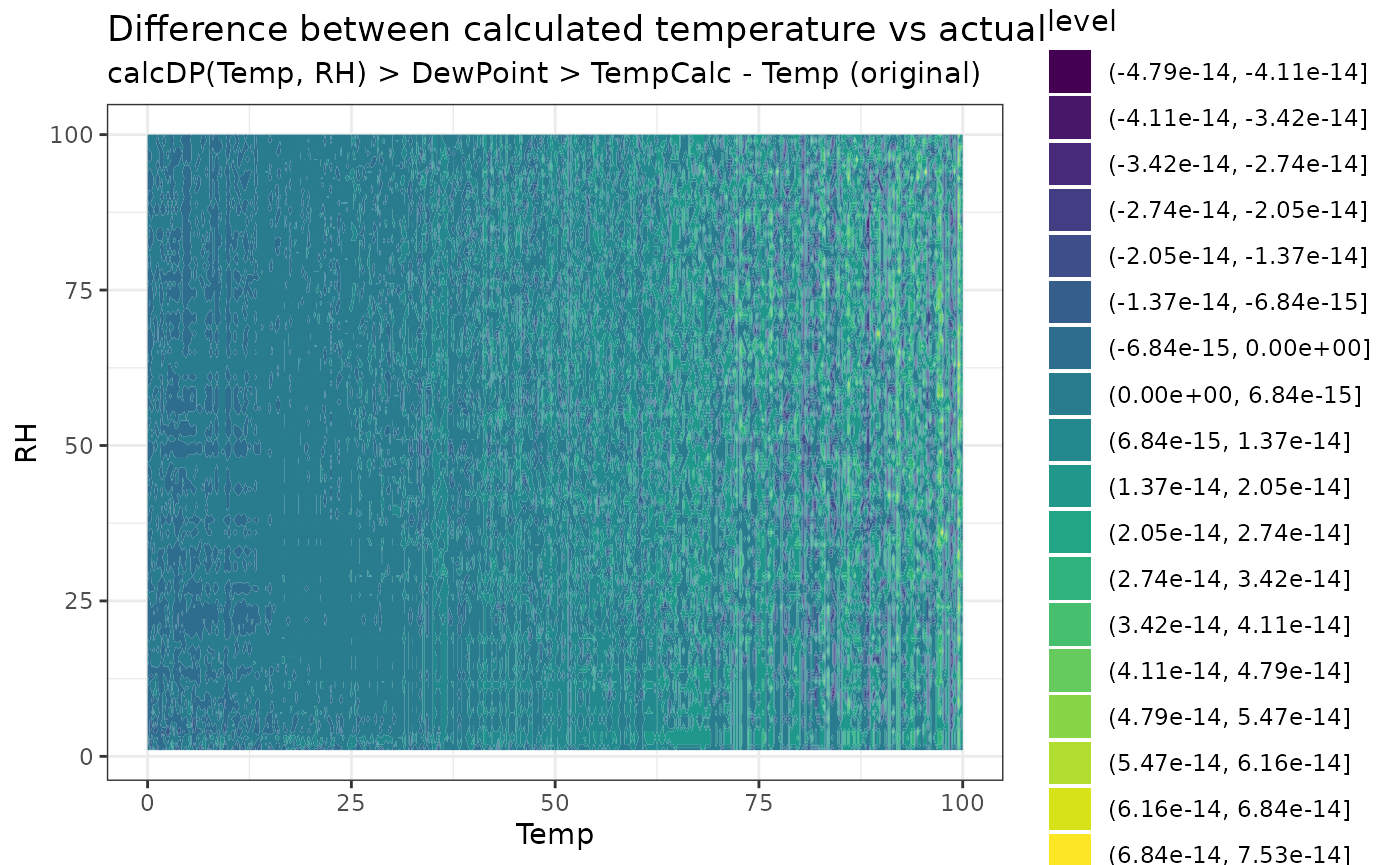 Difference between calculated temperature vs actual
calcDP(Temp, RH) > DewPoint > TempCalc - Temp (original)
100
75
50
25
0
RH
0
25
50
75
100
Temp
level
(-4.79e-14, -4.11e-14]
(-4.11e-14, -3.42e-14]
(-3.42e-14, -2.74e-14]
(-2.74e-14, -2.05e-14]
(-2.05e-14, -1.37e-14]
(-1.37e-14, -6.84e-15]
(-6.84e-15, 0.00e+00]
(0.00e+00, 6.84e-15]
(6.84e-15, 1.37e-14]
(1.37e-14, 2.05e-14]
(2.05e-14, 2.74e-14]
(2.74e-14, 3.42e-14]
(3.42e-14, 4.11e-14]
(4.11e-14, 4.79e-14]
(4.79e-14, 5.47e-14]
(5.47e-14, 6.16e-14]
(6.16e-14, 6.84e-14]
(6.84e-14, 7.53e-14]